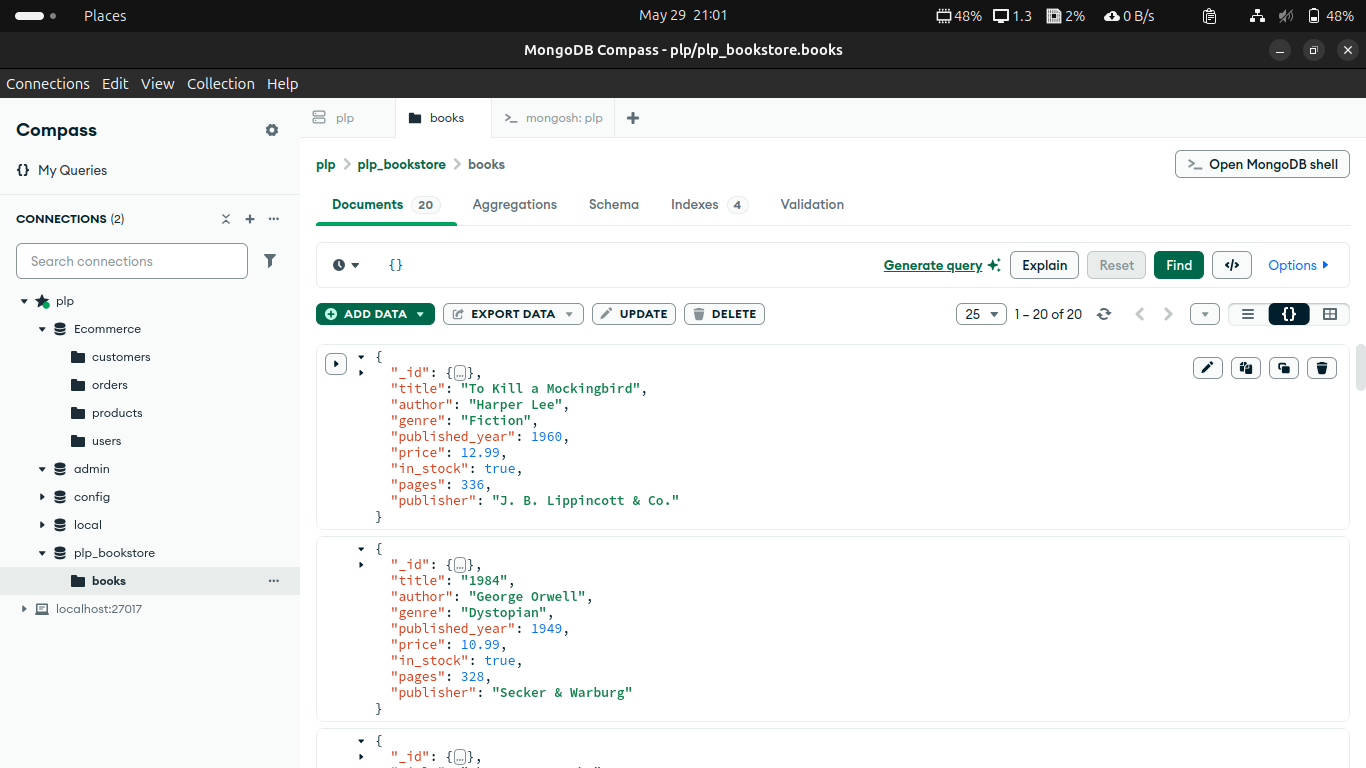 Places
May 29 21:01
48% 1.3 2% 0 B/s 48%
MongoDB Compass - plp/plp_bookstore.books
Connections Edit View Collection Help
Compass
{} My Queries
CONNECTIONS (2)
Search connections
plp
Ecommerce
customers
orders
products
users
admin
config
local
plp_bookstore
books
localhost:27017
plp
books
>_ mongosh: plp
plp > plp_bookstore > books
>_ Open MongoDB shell
Documents 20 Aggregations Schema Indexes 4 Validation
{} Generate query Explain Reset Find </> Options
ADD DATA EXPORT DATA UPDATE DELETE 25 1 – 20 of 20 {}
{
"_id": {…},
"title": "To Kill a Mockingbird",
"author": "Harper Lee",
"genre": "Fiction",
"published_year": 1960,
"price": 12.99,
"in_stock": true,
"pages": 336,
"publisher": "J. B. Lippincott & Co."
}
{
"_id": {…},
"title": "1984",
"author": "George Orwell",
"genre": "Dystopian",
"published_year": 1949,
"price": 10.99,
"in_stock": true,
"pages": 328,
"publisher": "Secker & Warburg"
}
{
"_id": {…},